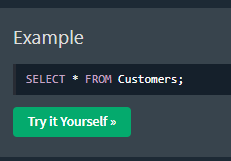 Example
SELECT * FROM Customers;
Try it Yourself »